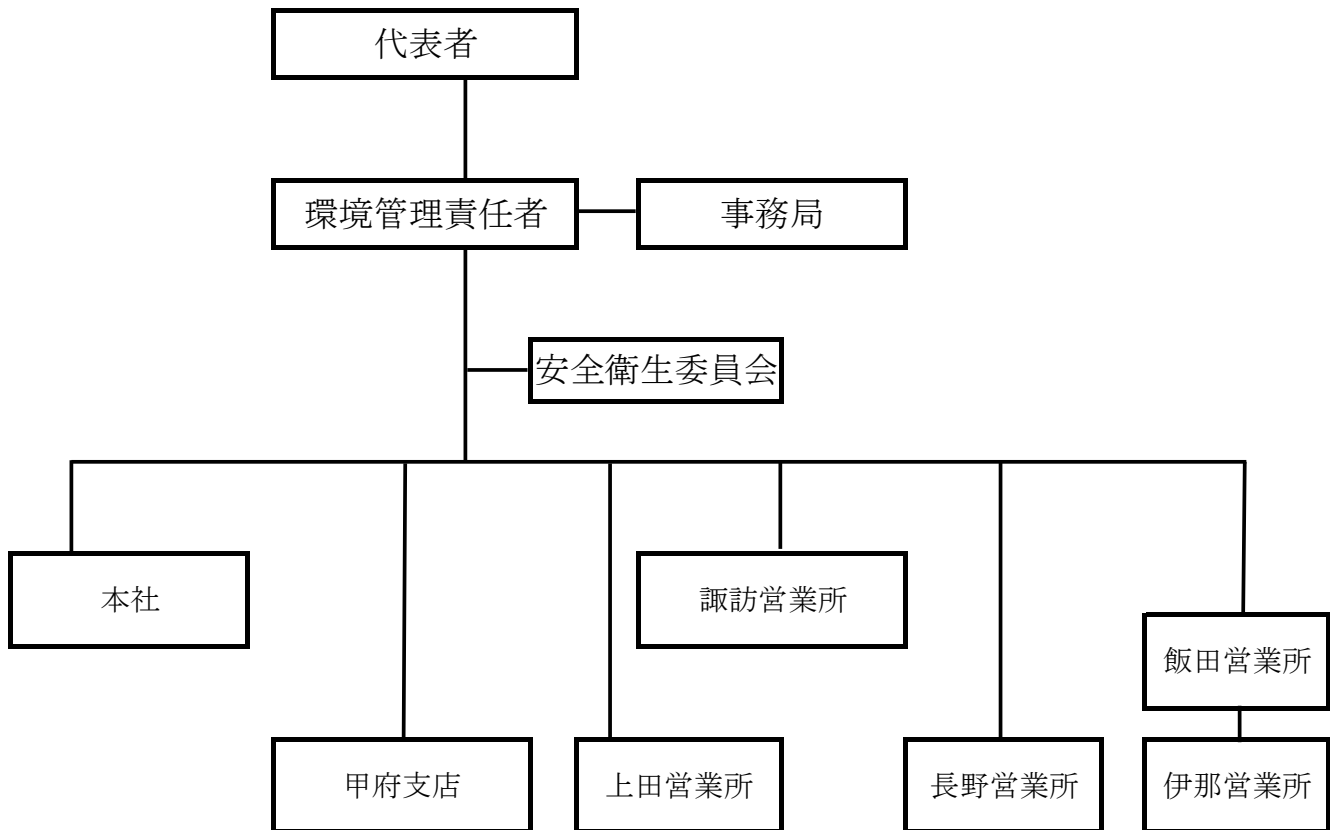 代表者
環境管理責任者
事務局
安全衛生委員会
本社
諏訪営業所
飯田営業所
甲府支店
上田営業所
長野営業所
伊那営業所